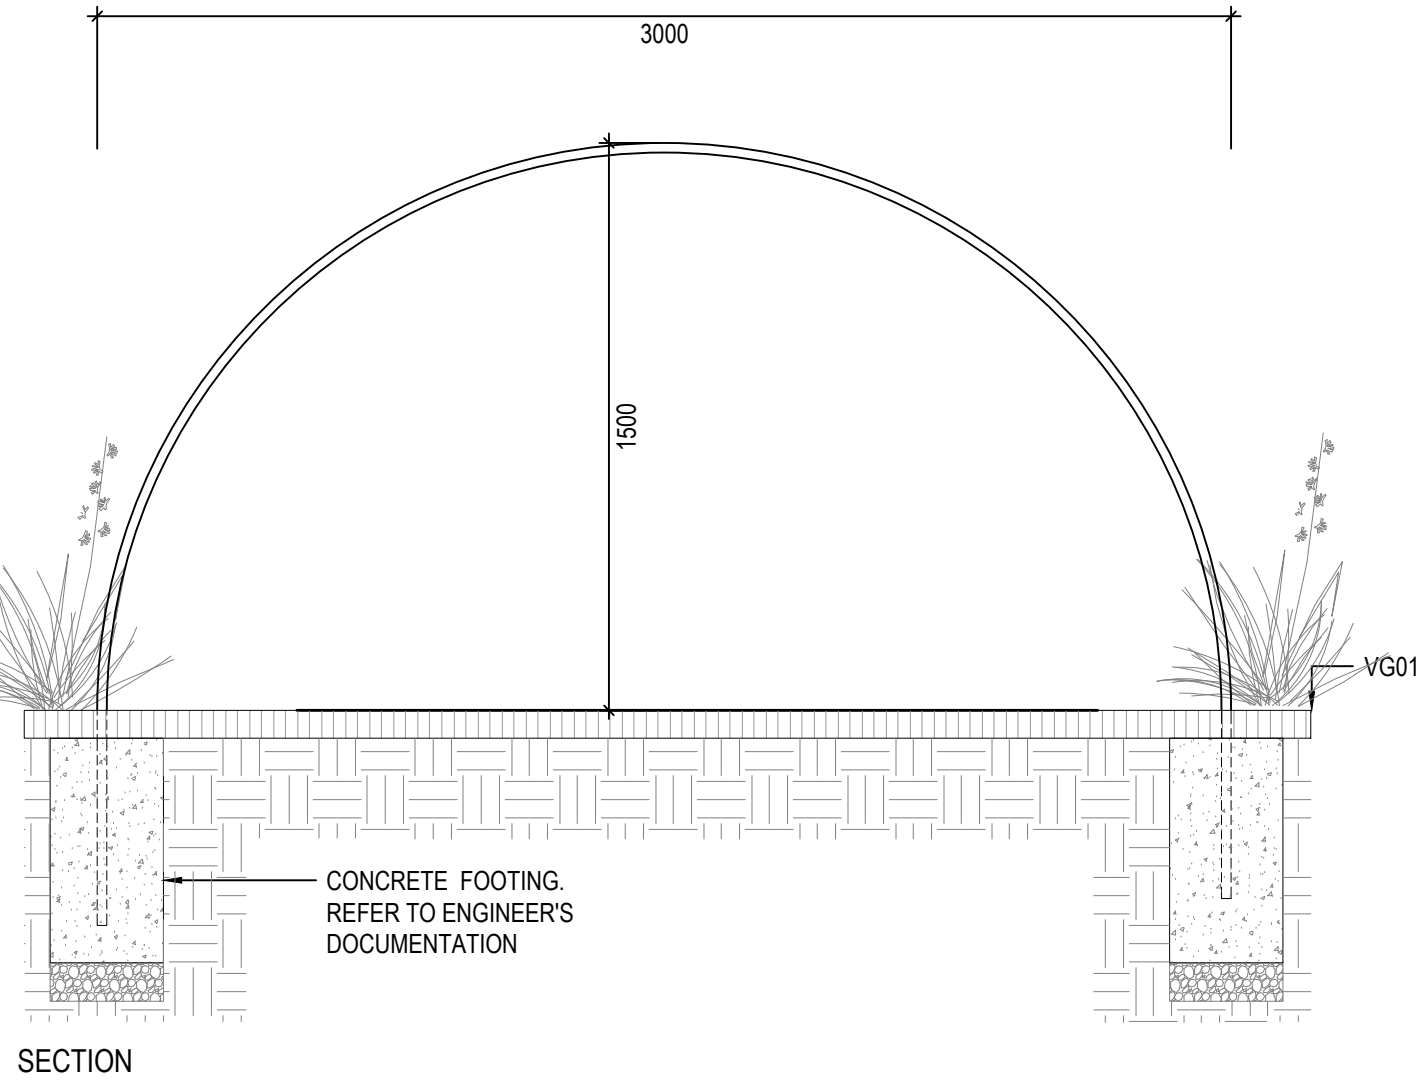 3000
1500
VG01
CONCRETE FOOTING.
REFER TO ENGINEER'S
DOCUMENTATION
SECTION